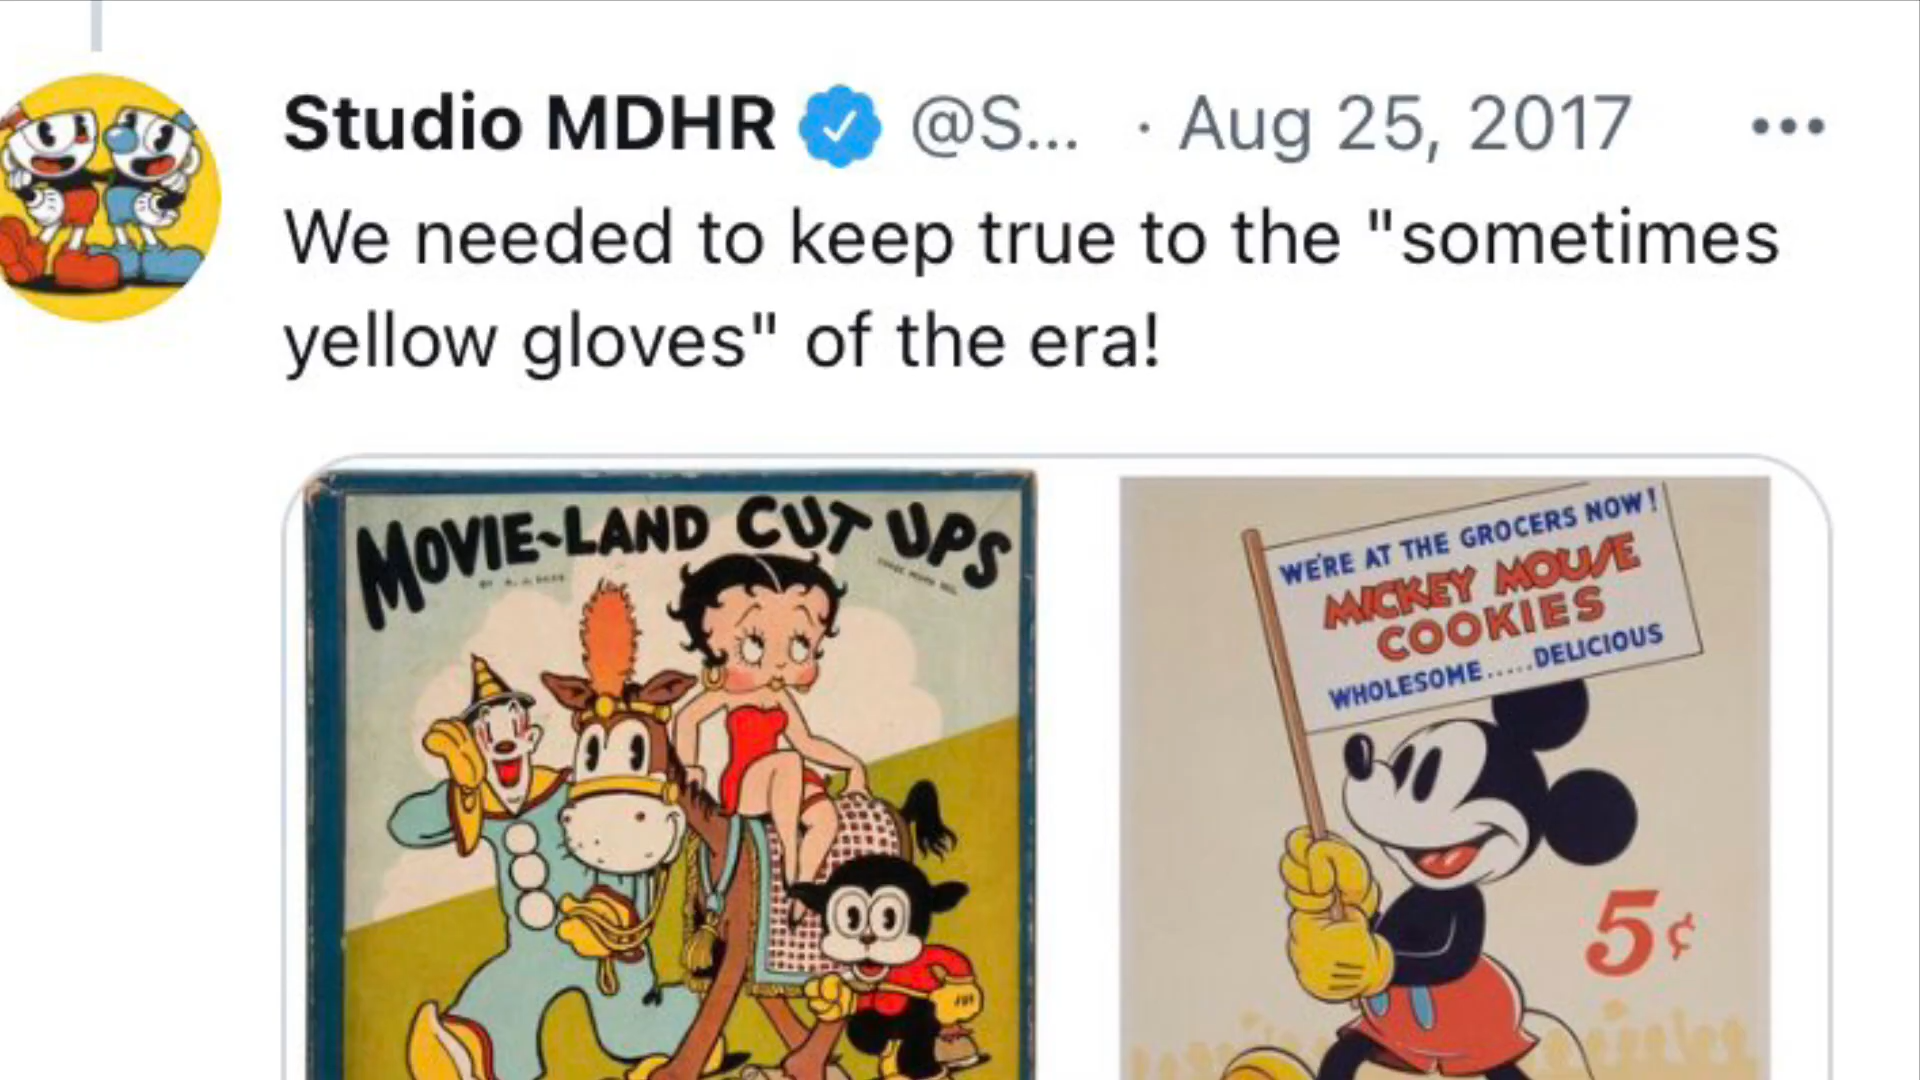 Studio MDHR @S... · Aug 25, 2017
We needed to keep true to the "sometimes
yellow gloves" of the era!
MOVIE-LAND CUT UPS
WE'RE AT THE GROCERS NOW!
MICKEY MOUSE
COOKIES
WHOLESOME.....DELICIOUS
5¢